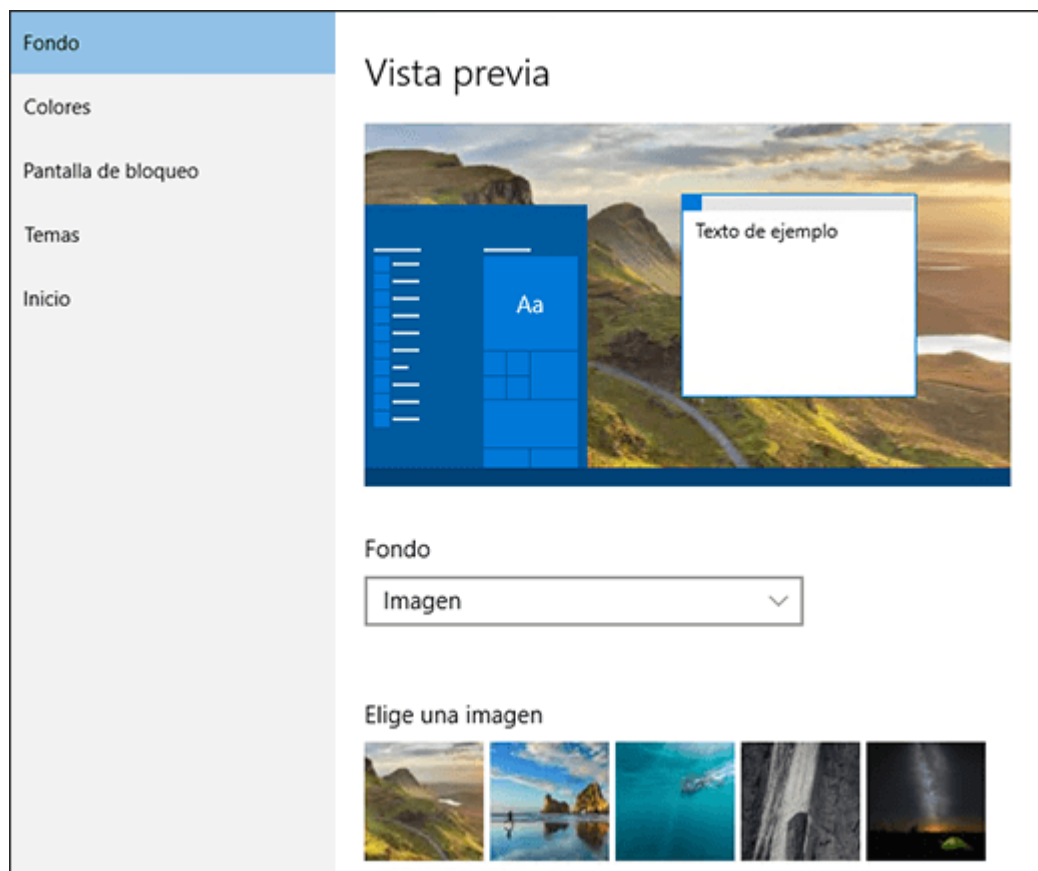 Fondo
Colores
Pantalla de bloqueo
Temas
Inicio
Vista previa
Texto de ejemplo
Aa
Fondo
Imagen
Elige una imagen